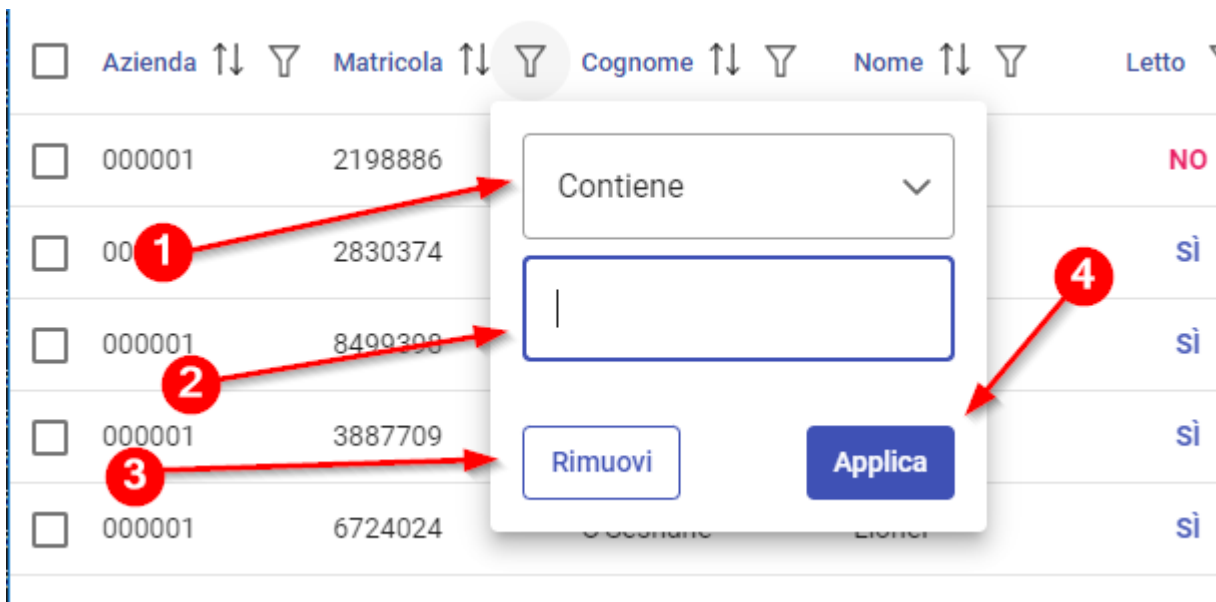 Azienda Matricola Cognome Nome Letto
000001 2198886 NO
Contiene
00 2830374 SÌ
1
4
000001 8499398 SÌ
2
000001 3887709 SÌ
3
Rimuovi Applica
000001 6724024 SÌ